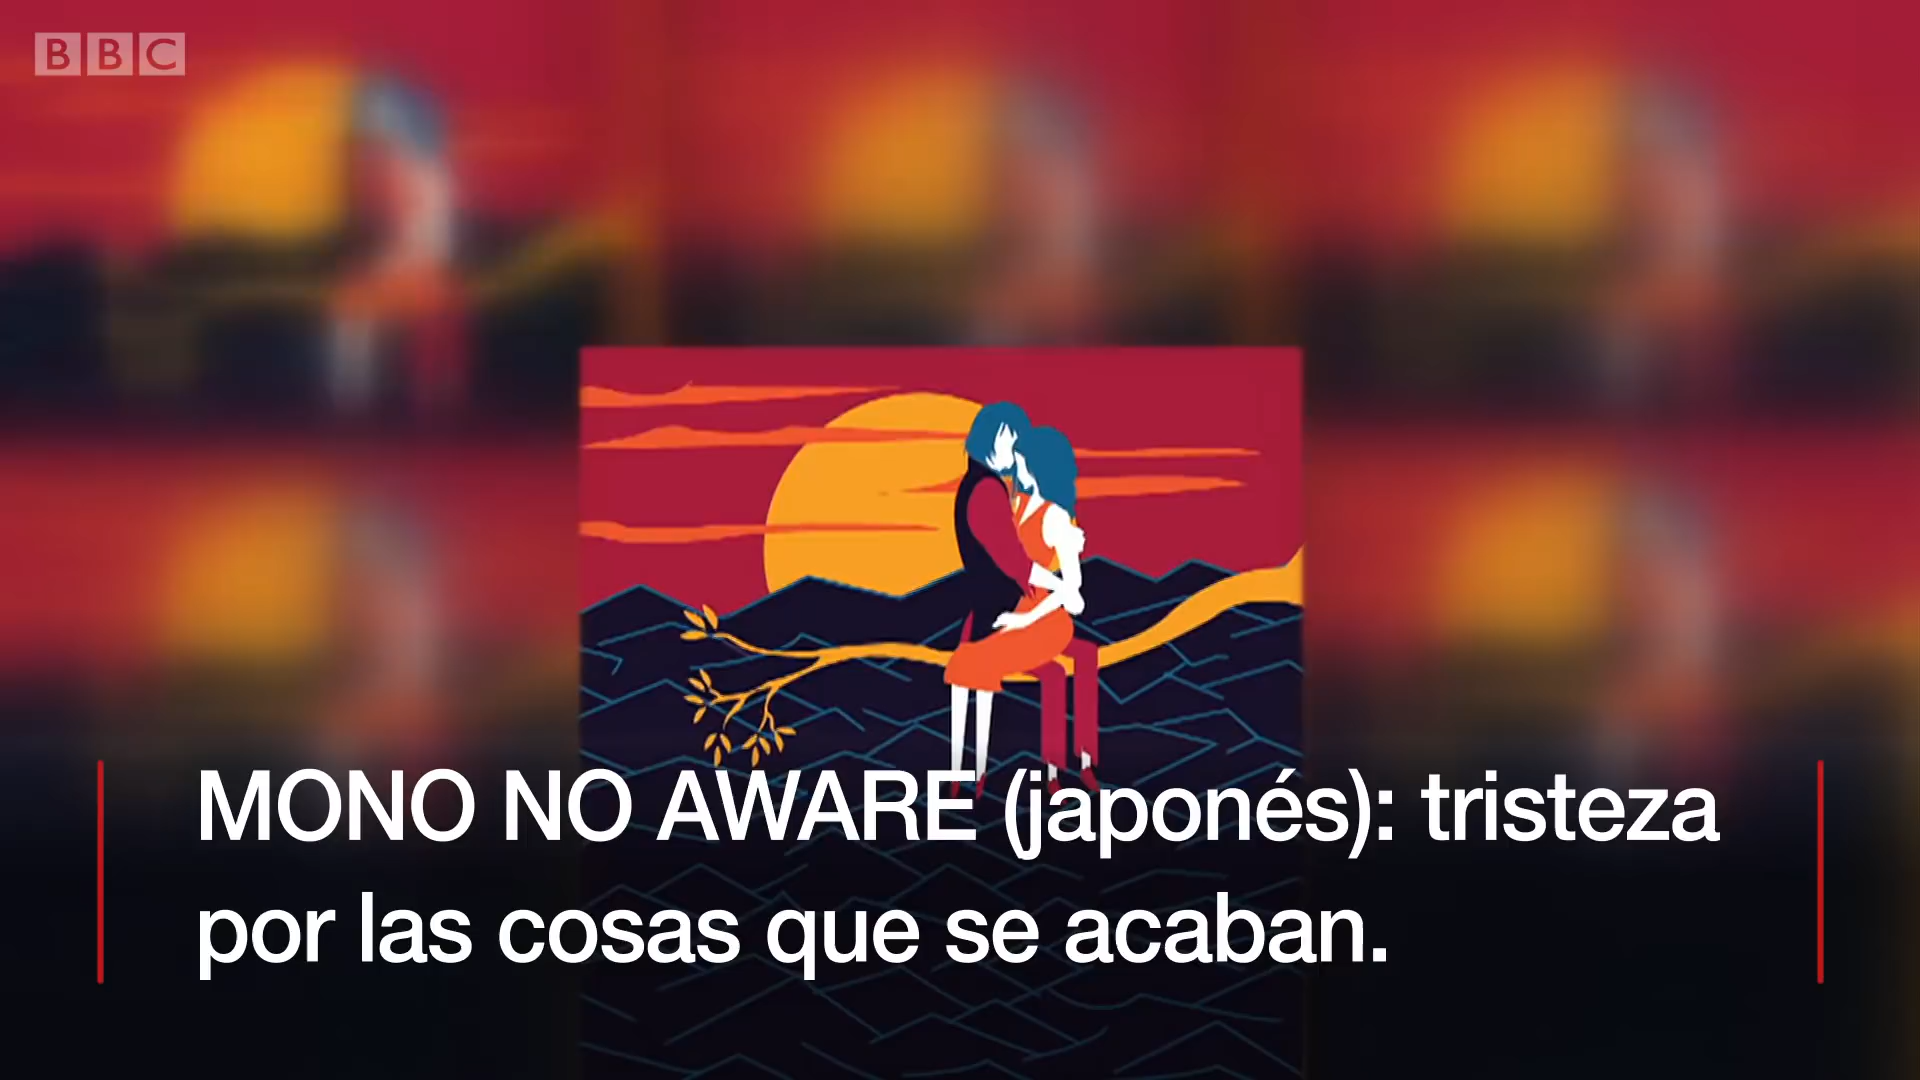 BBC
MONO NO AWARE (japonés): tristeza
por las cosas que se acaban.